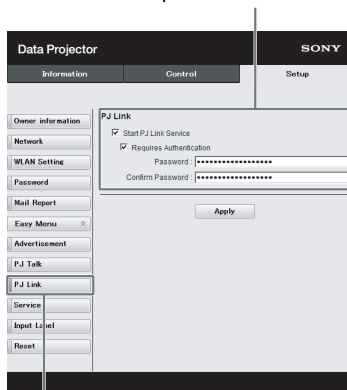 Data Projector
SONY
Information
Control
Setup
Owner information
Network
WLAN Setting
Password
Mail Report
Easy Menu
Advertisement
PJ Talk
PJ Link
Service
Input Label
Reset
PJ Link
Start PJ Link Service
Requires Authentication
Password : ••••••••••••••••••
Confirm Password : ••••••••••••••••••
Apply